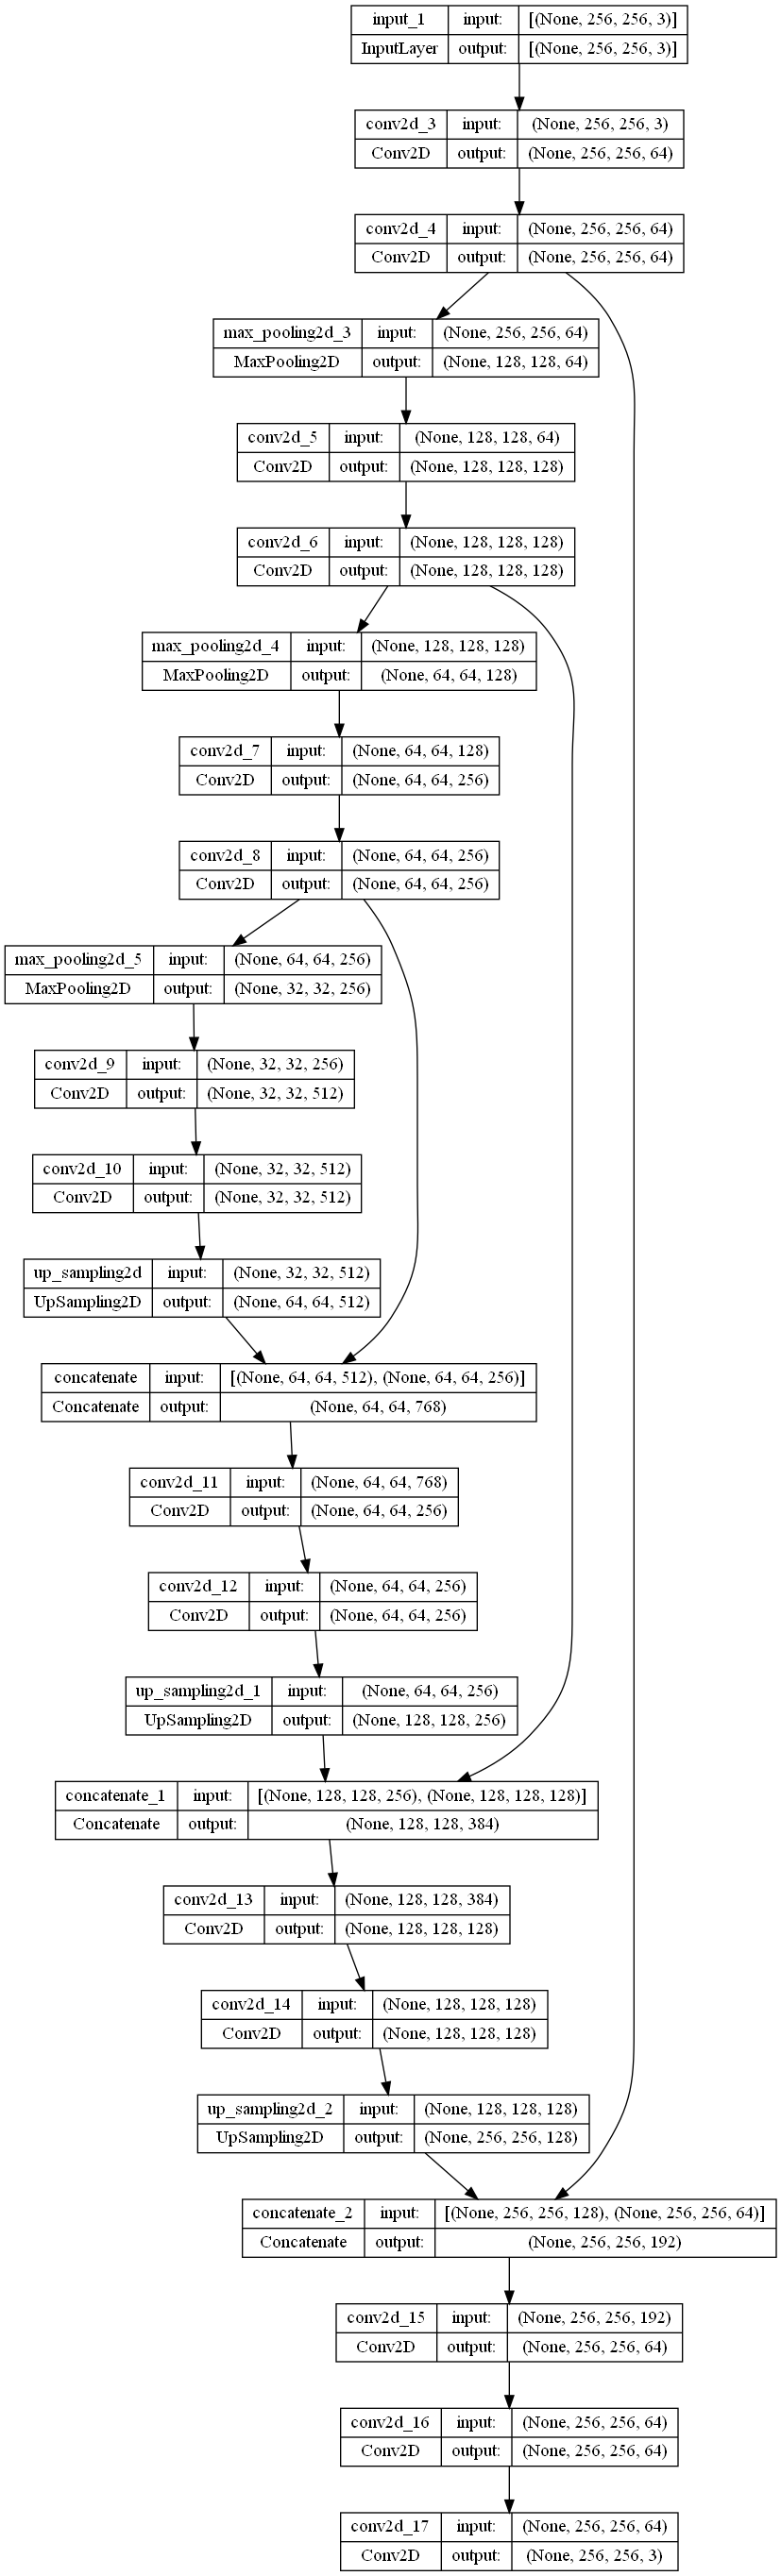 input_1 input: [(None, 256, 256, 3)]
InputLayer output: [(None, 256, 256, 3)]
conv2d_3 input: (None, 256, 256, 3)
Conv2D output: (None, 256, 256, 64)
conv2d_4 input: (None, 256, 256, 64)
Conv2D output: (None, 256, 256, 64)
max_pooling2d_3 input: (None, 256, 256, 64)
MaxPooling2D output: (None, 128, 128, 64)
conv2d_5 input: (None, 128, 128, 64)
Conv2D output: (None, 128, 128, 128)
conv2d_6 input: (None, 128, 128, 128)
Conv2D output: (None, 128, 128, 128)
max_pooling2d_4 input: (None, 128, 128, 128)
MaxPooling2D output: (None, 64, 64, 128)
conv2d_7 input: (None, 64, 64, 128)
Conv2D output: (None, 64, 64, 256)
conv2d_8 input: (None, 64, 64, 256)
Conv2D output: (None, 64, 64, 256)
max_pooling2d_5 input: (None, 64, 64, 256)
MaxPooling2D output: (None, 32, 32, 256)
conv2d_9 input: (None, 32, 32, 256)
Conv2D output: (None, 32, 32, 512)
conv2d_10 input: (None, 32, 32, 512)
Conv2D output: (None, 32, 32, 512)
up_sampling2d input: (None, 32, 32, 512)
UpSampling2D output: (None, 64, 64, 512)
concatenate input: [(None, 64, 64, 512), (None, 64, 64, 256)]
Concatenate output: (None, 64, 64, 768)
conv2d_11 input: (None, 64, 64, 768)
Conv2D output: (None, 64, 64, 256)
conv2d_12 input: (None, 64, 64, 256)
Conv2D output: (None, 64, 64, 256)
up_sampling2d_1 input: (None, 64, 64, 256)
UpSampling2D output: (None, 128, 128, 256)
concatenate_1 input: [(None, 128, 128, 256), (None, 128, 128, 128)]
Concatenate output: (None, 128, 128, 384)
conv2d_13 input: (None, 128, 128, 384)
Conv2D output: (None, 128, 128, 128)
conv2d_14 input: (None, 128, 128, 128)
Conv2D output: (None, 128, 128, 128)
up_sampling2d_2 input: (None, 128, 128, 128)
UpSampling2D output: (None, 256, 256, 128)
concatenate_2 input: [(None, 256, 256, 128), (None, 256, 256, 64)]
Concatenate output: (None, 256, 256, 192)
conv2d_15 input: (None, 256, 256, 192)
Conv2D output: (None, 256, 256, 64)
conv2d_16 input: (None, 256, 256, 64)
Conv2D output: (None, 256, 256, 64)
conv2d_17 input: (None, 256, 256, 64)
Conv2D output: (None, 256, 256, 3)